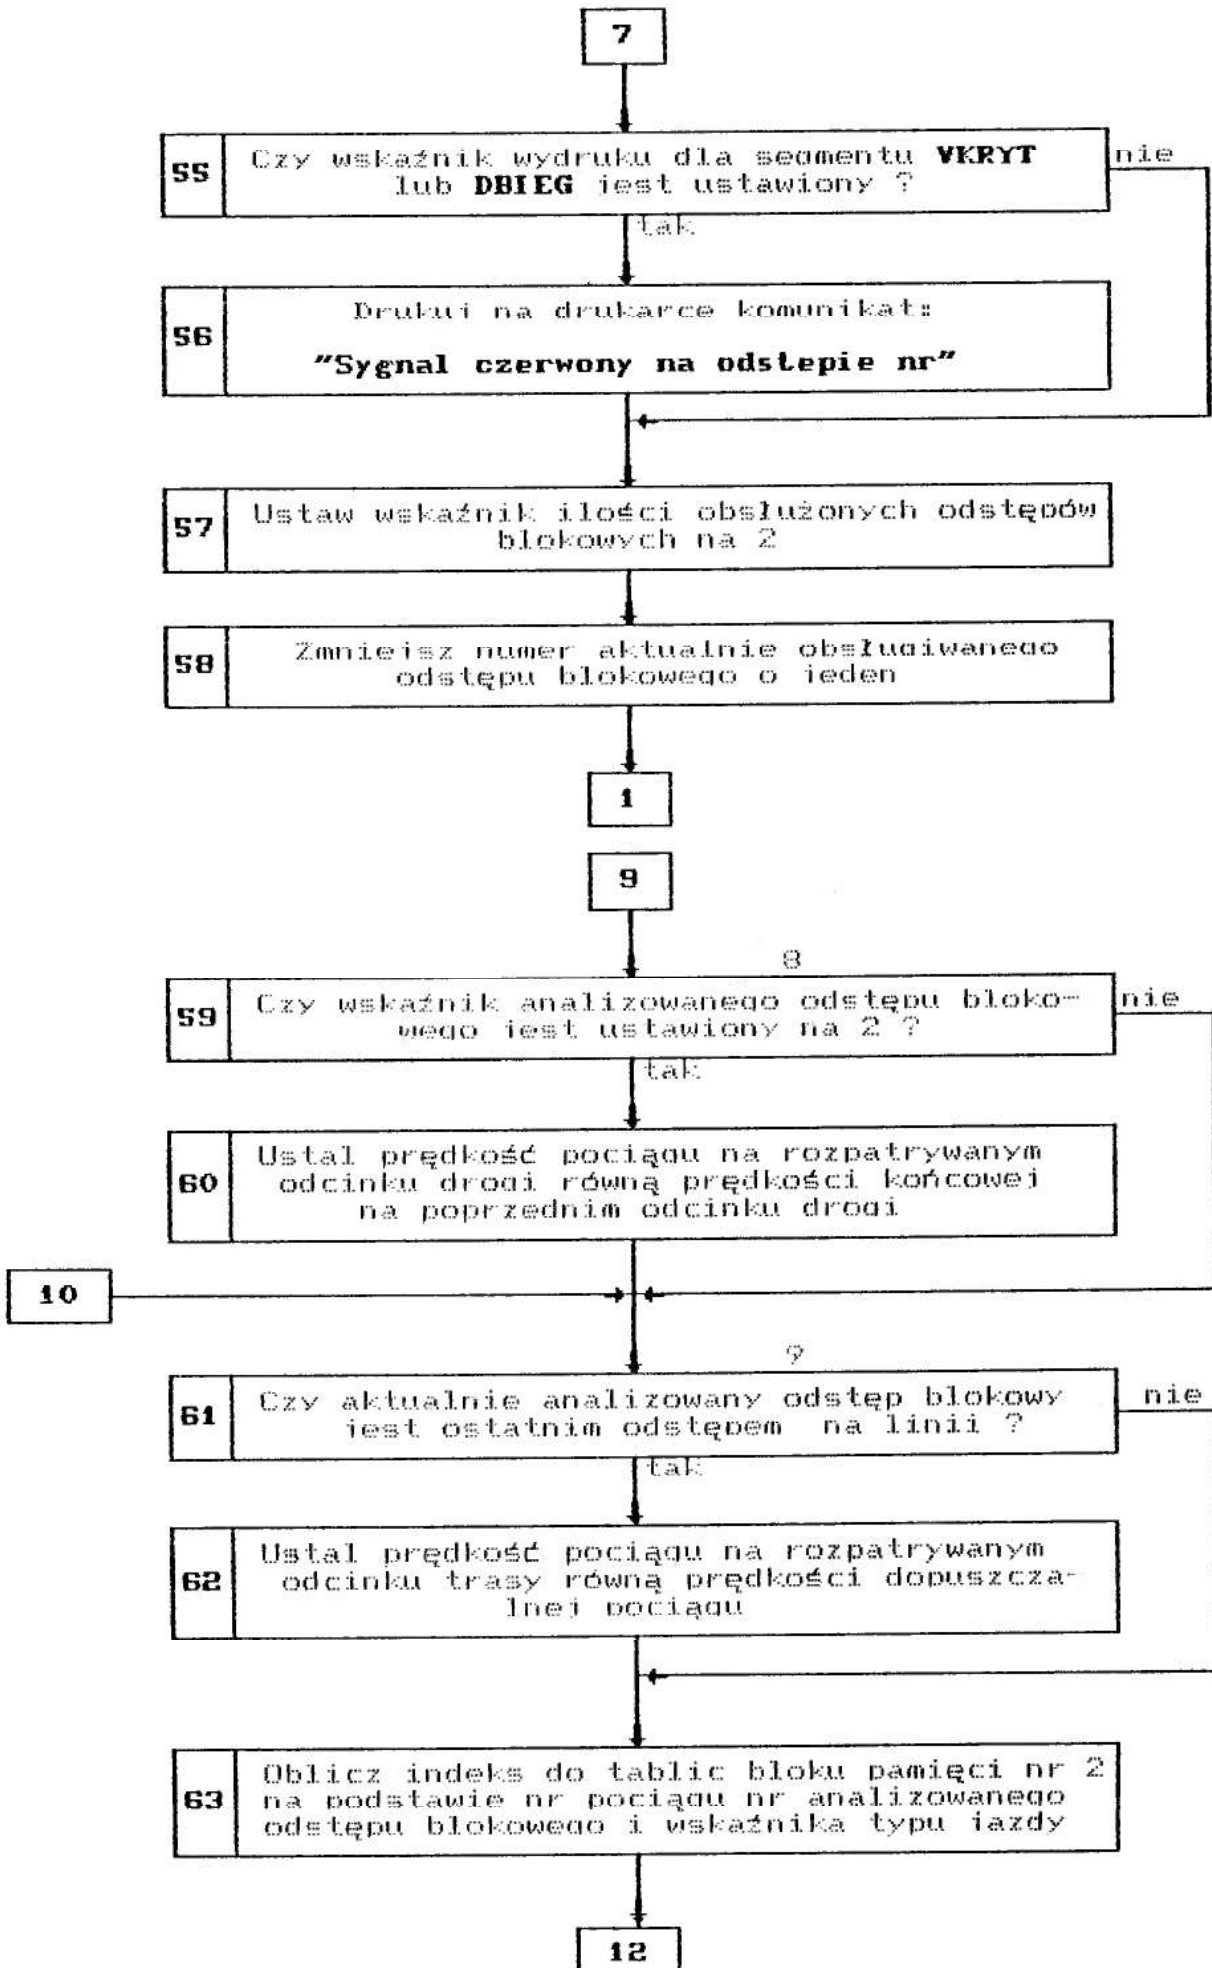 7
55
Czy wskaźnik wydruku dla segmentu VKRYT
nie
lub DBIEG jest ustawiony ?
tak
56
Drukuj na drukarce komunikat:
"Sygnal czerwony na odstepie nr"
57
Ustaw wskaźnik ilości obsłużonych odstępów
blokowych na 2
58
Zmniejsz numer aktualnie obsługiwanego
odstępu blokowego o jeden
1
9
8
59
Czy wskaźnik analizowanego odstępu bloko-
nie
wego jest ustawiony na 2 ?
tak
60
Ustal prędkość pociągu na rozpatrywanym
odcinku drogi równą prędkości końcowej
na poprzednim odcinku drogi
10
9
61
Czy aktualnie analizowany odstęp blokowy
nie
jest ostatnim odstępem na linii ?
tak
62
Ustal prędkość pociągu na rozpatrywanym
odcinku trasy równą prędkości dopuszcza-
lnej pociągu
63
Oblicz indeks do tablic bloku pamięci nr 2
na podstawie nr pociągu nr analizowanego
odstępu blokowego i wskaźnika typu jazdy
12